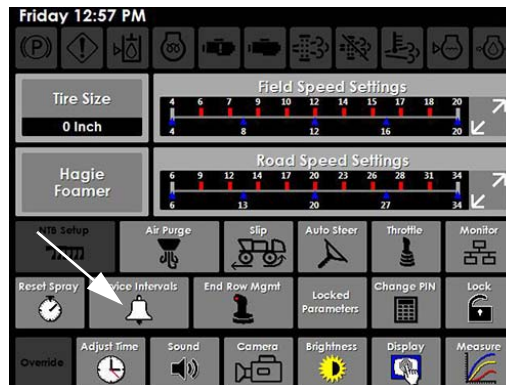 Friday 12:57 PM
(P)
Tire Size
0 Inch
Field Speed Settings
4 6 7 9 10 12 14 15 17 18 20
4 8 12 16 20
Hagie
Foamer
Road Speed Settings
6 9 12 14 17 20 23 26 28 31 34
6 13 20 27 34
NTB Setup
Air Purge
Slip
Auto Steer
Throttle
Monitor
Reset Spray
vice Intervals
End Row Mgmt
Locked
Parameters
Change PIN
Lock
Override
Adjust Time
Sound
Camera
Brightness
Display
Measure